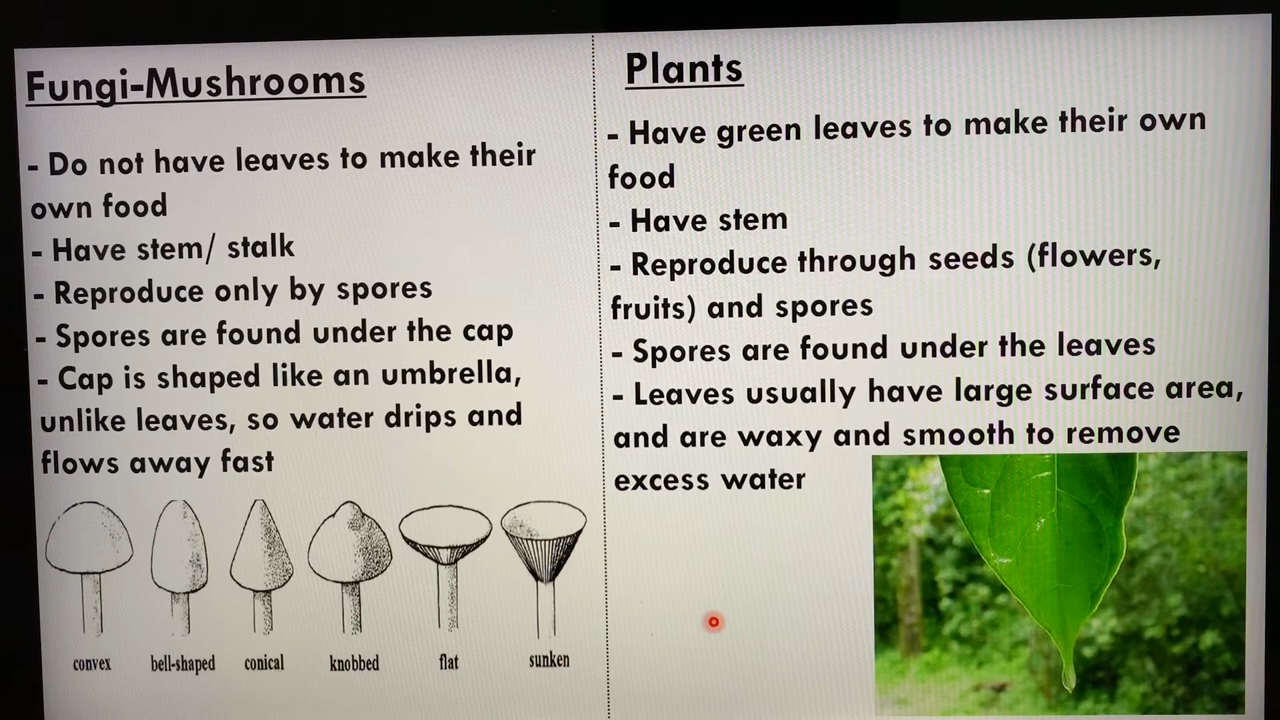 Fungi-Mushrooms
- Do not have leaves to make their
own food
- Have stem/ stalk
- Reproduce only by spores
- Spores are found under the cap
- Cap is shaped like an umbrella,
unlike leaves, so water drips and
flows away fast
convex bell-shaped conical knobbed flat sunken
Plants
- Have green leaves to make their own
food
- Have stem
- Reproduce through seeds (flowers,
fruits) and spores
- Spores are found under the leaves
- Leaves usually have large surface area,
and are waxy and smooth to remove
excess water